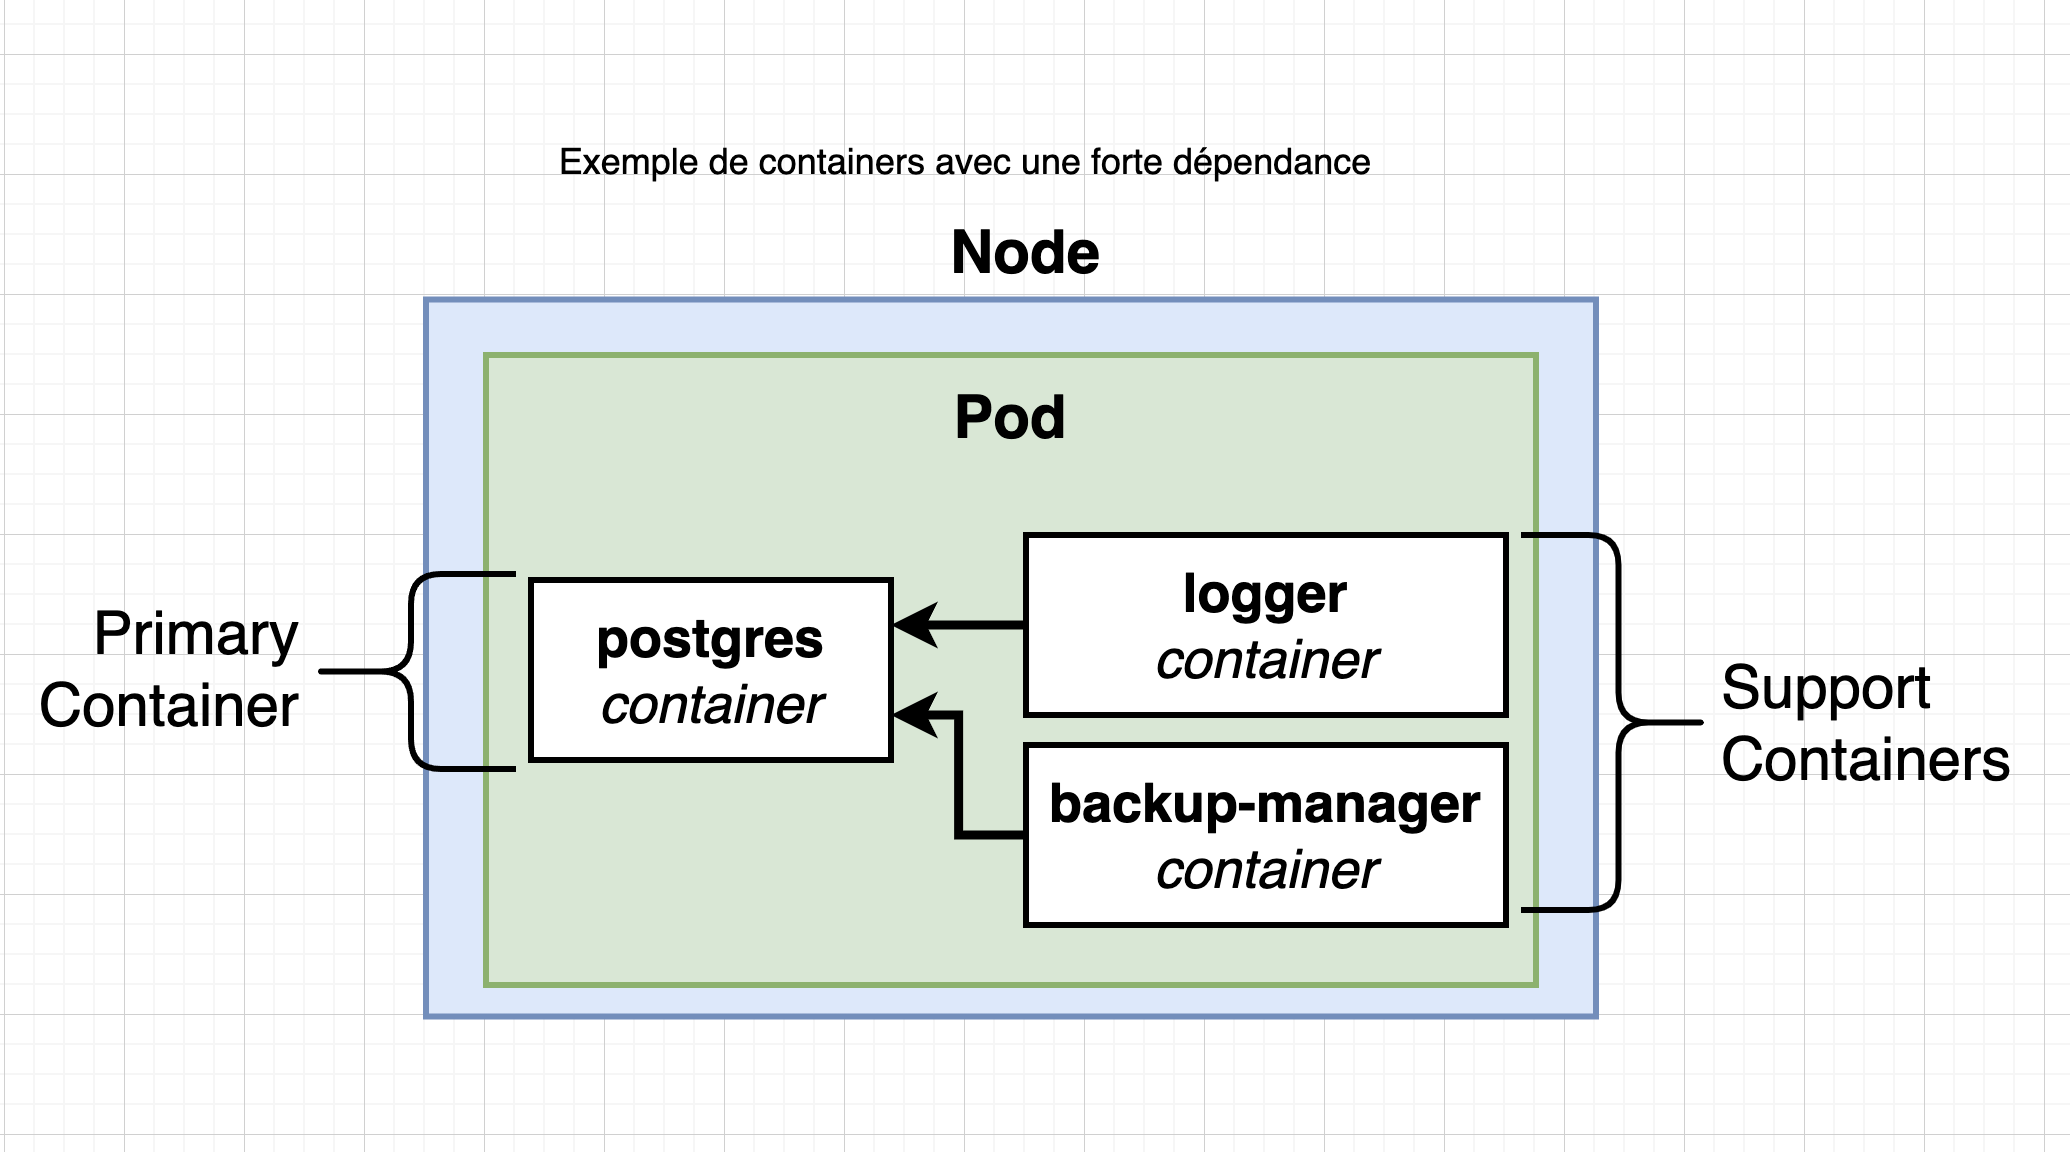 Exemple de containers avec une forte dépendance
Node
Pod
Primary
Container
postgres
container
logger
container
backup-manager
container
Support
Containers